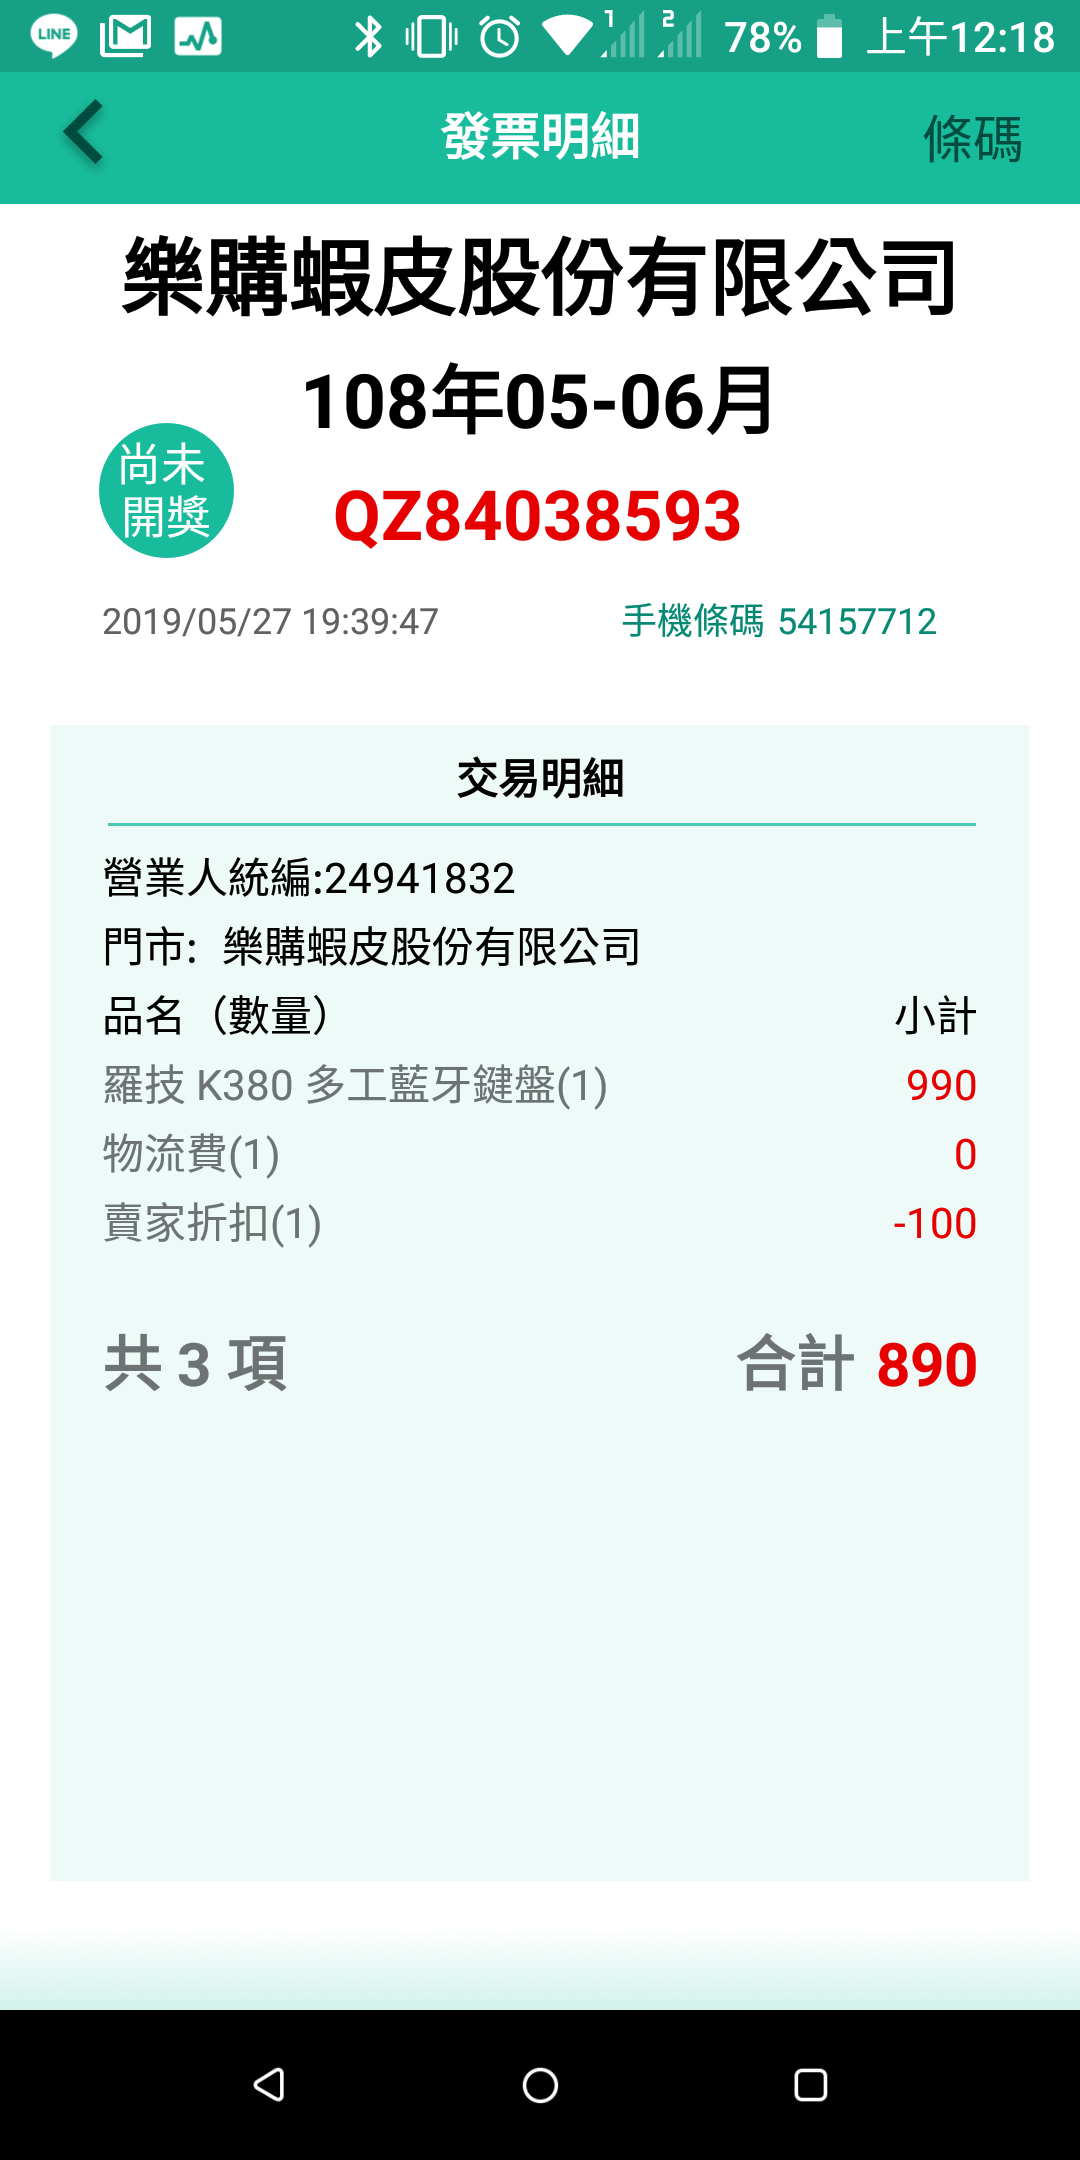 LINE 1 2 78% 上午12:18
發票明細 條碼
樂購蝦皮股份有限公司
108年05-06月
尚未
開獎
QZ84038593
2019/05/27 19:39:47 手機條碼 54157712
交易明細
營業人統編:24941832
門市: 樂購蝦皮股份有限公司
品名（數量） 小計
羅技 K380 多工藍牙鍵盤(1) 990
物流費(1) 0
賣家折扣(1) -100
共 3 項 合計 890